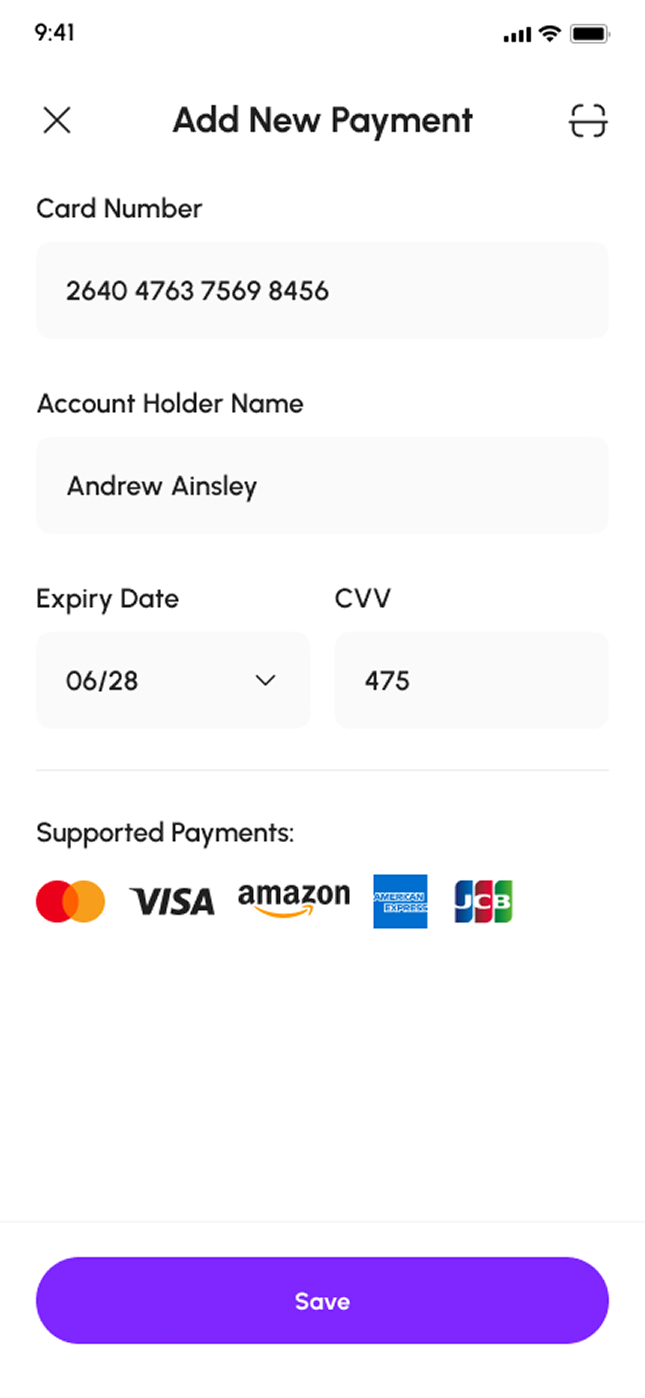 9:41
Add New Payment
Card Number
2640 4763 7569 8456
Account Holder Name
Andrew Ainsley
Expiry Date CVV
06/28 475
Supported Payments:
VISA amazon AMERICAN EXPRESS JCB
Save